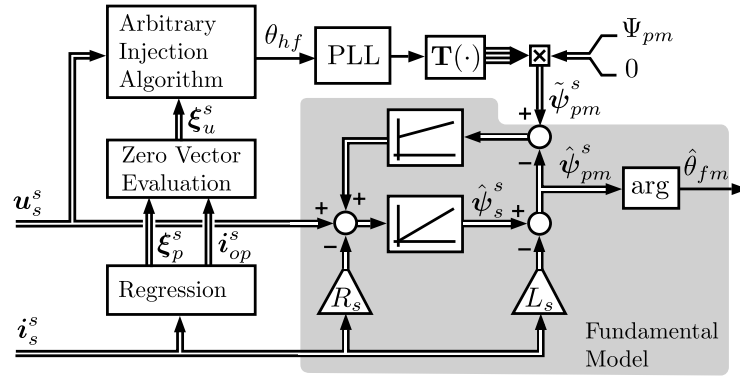 Arbitrary
Injection
Algorithm
θ_hf
PLL
T(·)
×
Ψ_pm
0
ξ_u^s
ψ̃_pm^s
+
Zero Vector
Evaluation
−
ψ̂_pm^s
arg
θ̂_fm
u_s^s
+
+
ψ̂_s^s
+
ξ_p^s
i_op^s
−
−
Regression
R_s
L_s
i_s^s
Fundamental
Model